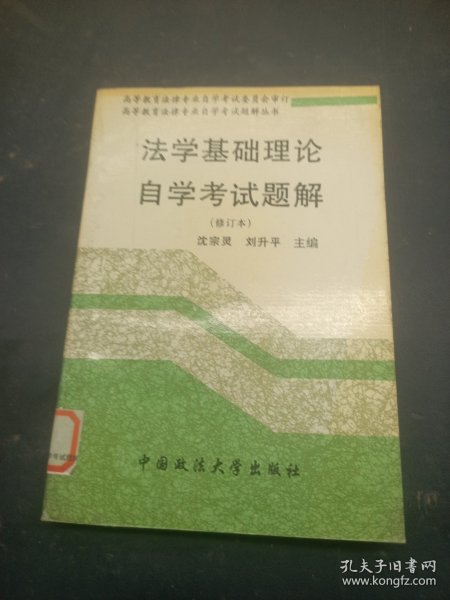 高等教育法律专业自学考试委员会审订
高等教育法律专业自学考试题解丛书
法学基础理论
自学考试题解
(修订本)
沈宗灵 刘升平 主编
中国政法大学出版社
孔夫子旧书网
www.kongfz.com